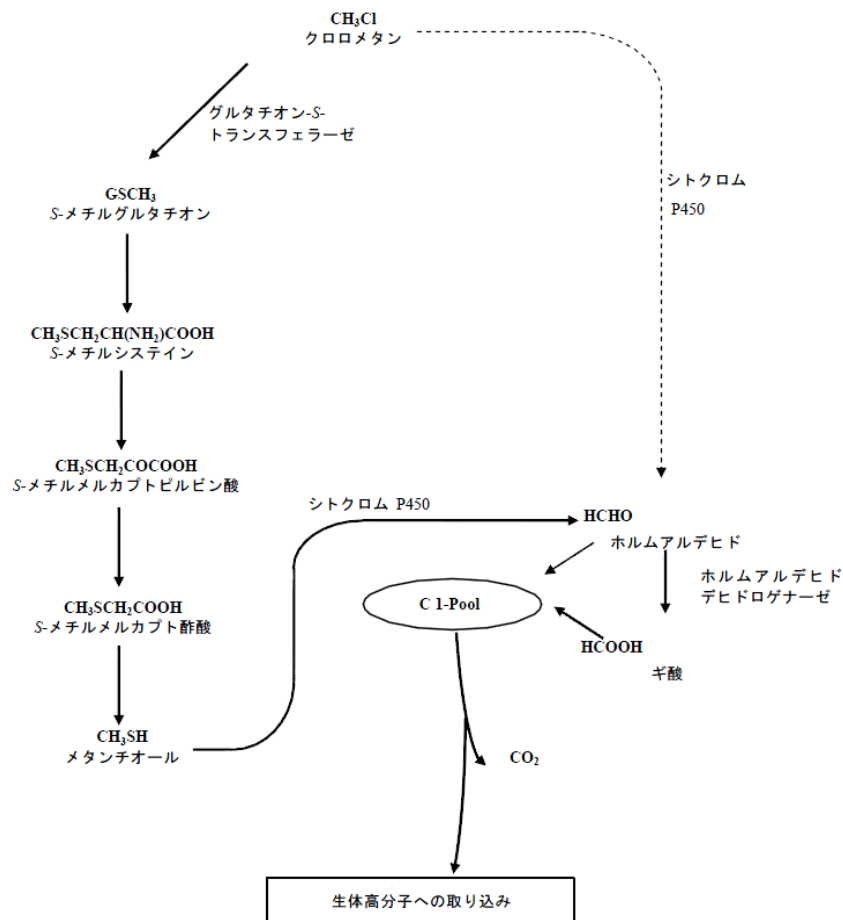 CH₃Cl
クロロメタン
グルタチオン-S-
トランスフェラーゼ
シトクロム
P450
GSCH₃
S-メチルグルタチオン
CH₃SCH₂CH(NH₂)COOH
S-メチルシステイン
CH₃SCH₂COCOOH
S-メチルメルカプトピルビン酸
シトクロム P450
HCHO
ホルムアルデヒド
ホルムアルデヒド
デヒドロゲナーゼ
C 1-Pool
CH₃SCH₂COOH
S-メチルメルカプト酢酸
HCOOH
ギ酸
CH₃SH
メタンチオール
CO₂
生体高分子への取り込み